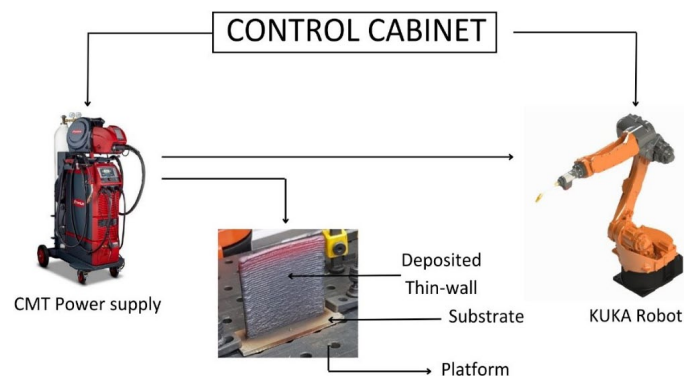 CONTROL CABINET
CMT Power supply
Deposited
Thin-wall
Substrate
Platform
KUKA Robot